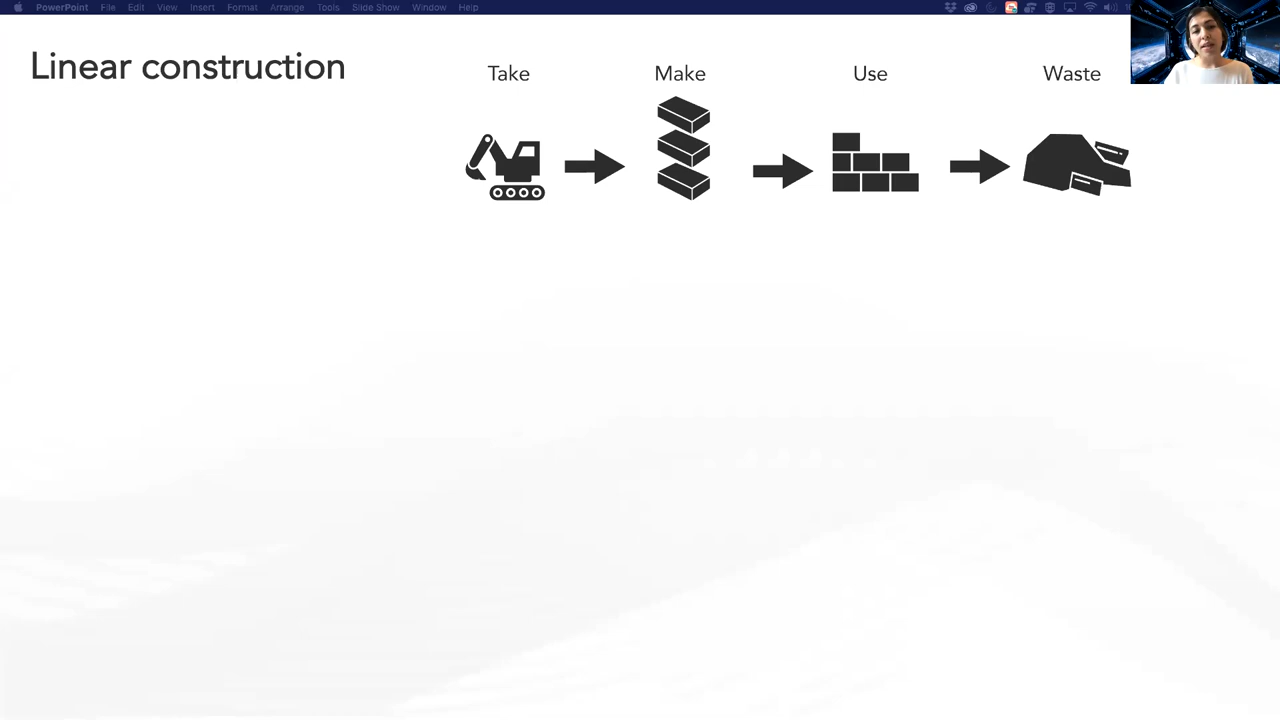 PowerPoint File Edit View Insert Format Arrange Tools Slide Show Window Help
Linear construction
Take Make Use Waste